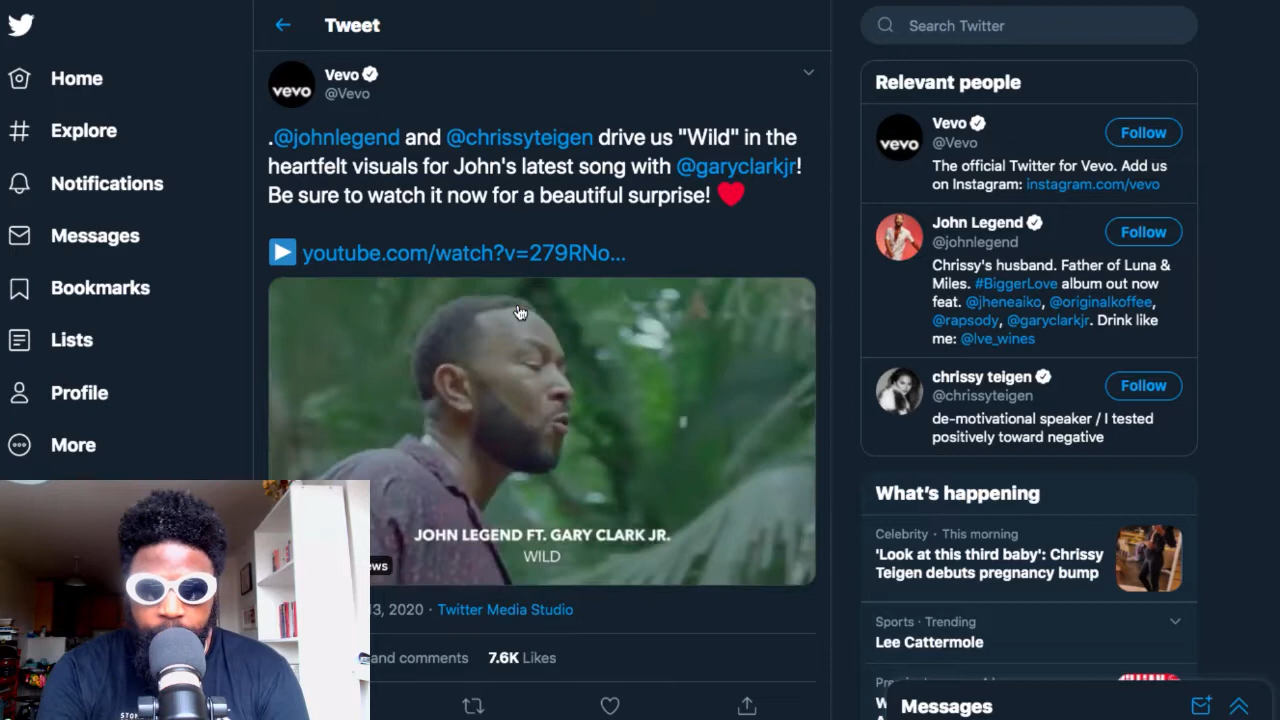 Home
Explore
Notifications
Messages
Bookmarks
Lists
Profile
More
Tweet
vevo
Vevo
@Vevo
.@johnlegend and @chrissyteigen drive us "Wild" in the
heartfelt visuals for John's latest song with @garyclarkjr!
Be sure to watch it now for a beautiful surprise!
youtube.com/watch?v=279RNo...
JOHN LEGEND FT. GARY CLARK JR.
WILD
3, 2020 · Twitter Media Studio
and comments 7.6K Likes
Search Twitter
Relevant people
vevo
Vevo
@Vevo
Follow
The official Twitter for Vevo. Add us
on Instagram: instagram.com/vevo
John Legend
@johnlegend
Follow
Chrissy's husband. Father of Luna &
Miles. #BiggerLove album out now
feat. @jheneaiko, @originalkoffee,
@rapsody, @garyclarkjr. Drink like
me: @lve_wines
chrissy teigen
@chrissyteigen
Follow
de-motivational speaker / I tested
positively toward negative
What's happening
Celebrity · This morning
'Look at this third baby': Chrissy
Teigen debuts pregnancy bump
Sports · Trending
Lee Cattermole
Messages